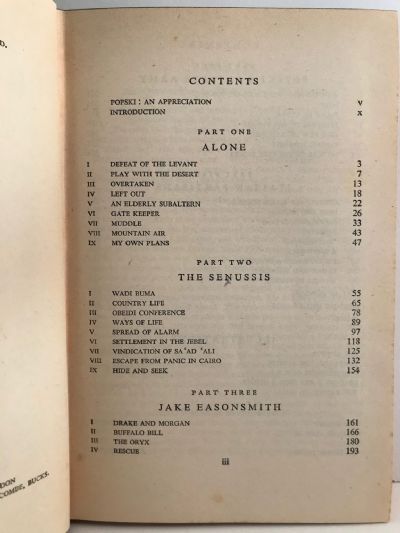 D.
DON
COMBE, BUCKS.
CONTENTS
POPSKI: AN APPRECIATION v
INTRODUCTION x
PART ONE
ALONE
I DEFEAT OF THE LEVANT 3
II PLAY WITH THE DESERT 7
III OVERTAKEN 13
IV LEFT OUT 18
V AN ELDERLY SUBALTERN 22
VI GATE KEEPER 26
VII MUDDLE 33
VIII MOUNTAIN AIR 43
IX MY OWN PLANS 47
PART TWO
THE SENUSSIS
I WADI BUMA 55
II COUNTRY LIFE 65
III OBEIDI CONFERENCE 78
IV WAYS OF LIFE 89
V SPREAD OF ALARM 97
VI SETTLEMENT IN THE JEBEL 118
VII VINDICATION OF SA'AD 'ALI 125
VIII ESCAPE FROM PANIC IN CAIRO 132
IX HIDE AND SEEK 154
PART THREE
JAKE EASONSMITH
I DRAKE AND MORGAN 161
II BUFFALO BILL 166
III THE ORYX 180
IV RESCUE 193
iii